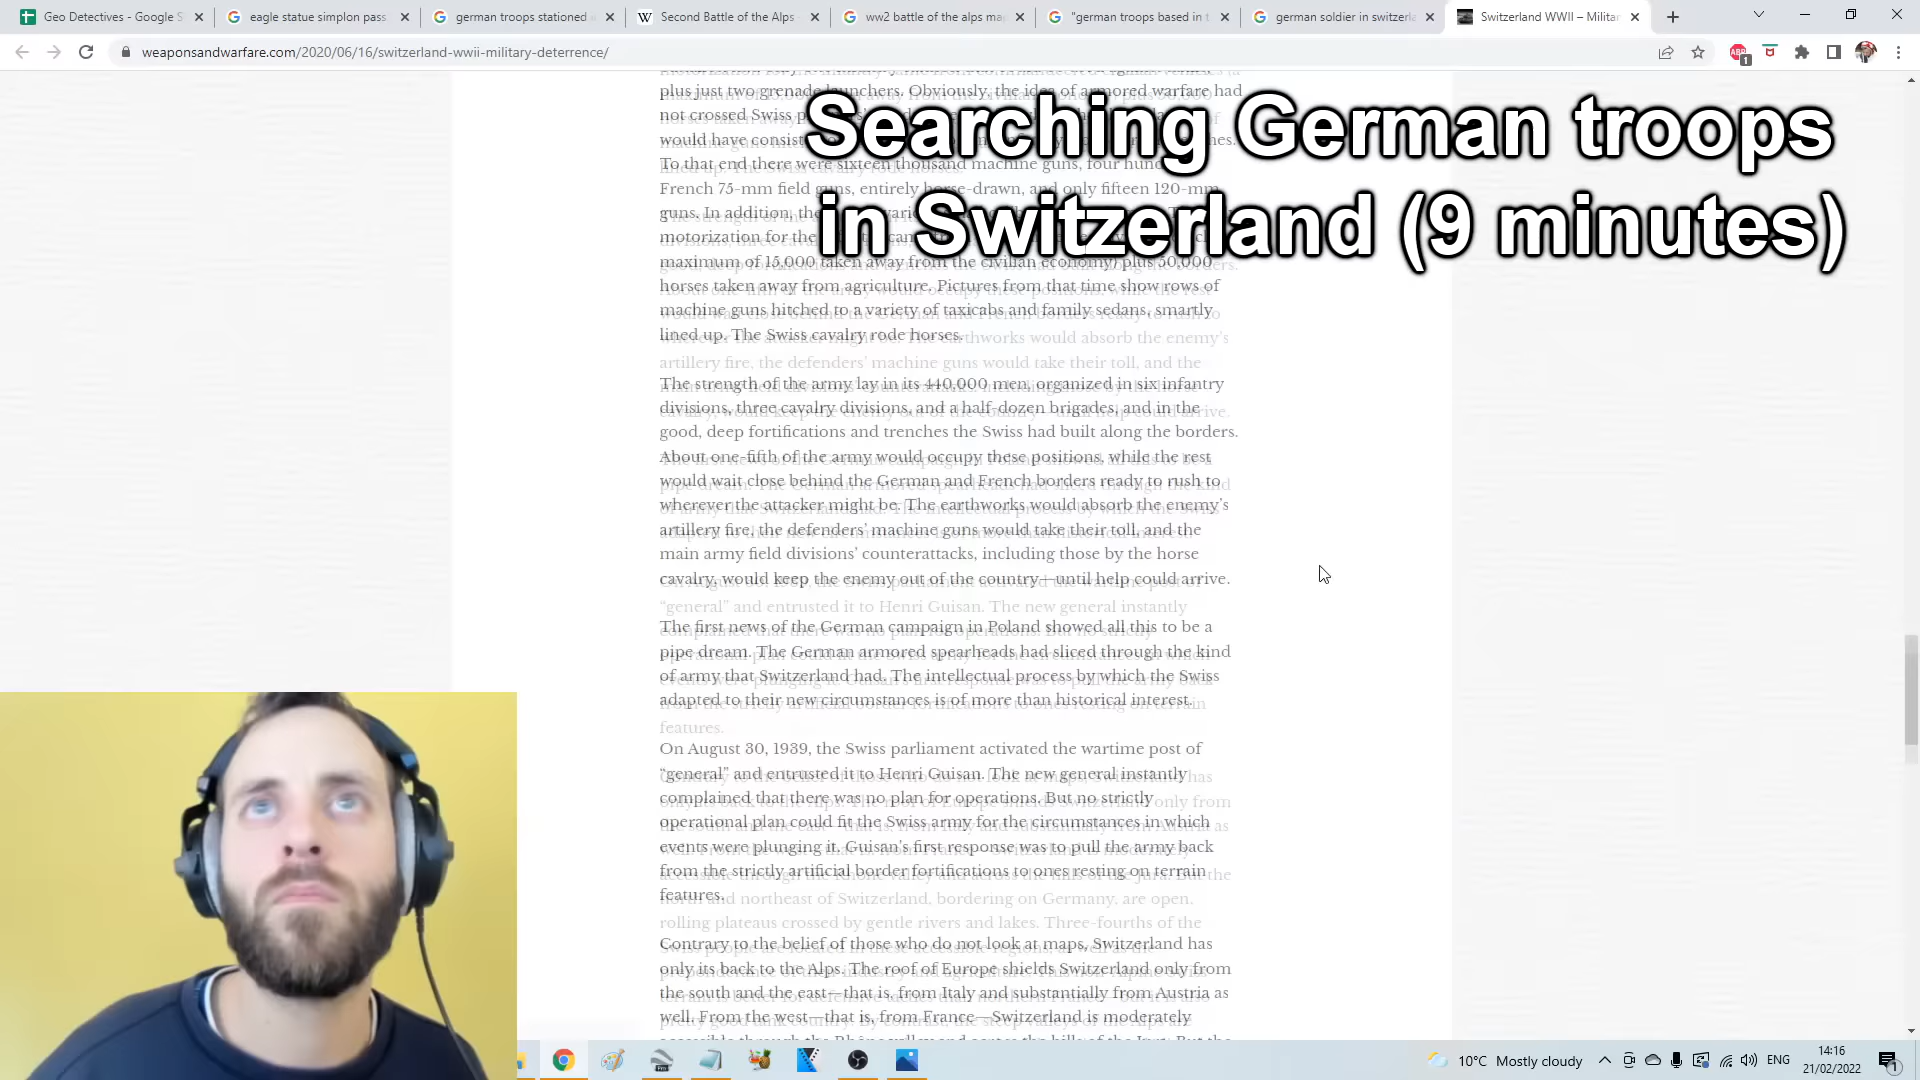 Geo Detectives - Google S
eagle statue simplon pass
german troops stationed
Second Battle of the Alps -
ww2 battle of the alps ma
"german troops based in
german soldier in switzerla
Switzerland WWII – Militar
weaponsandwarfare.com/2020/06/16/switzerland-wwii-military-deterrence/
Searching German troops
in Switzerland (9 minutes)
plus just two grenade launchers. Obviously, the idea of armored warfare had
not crossed Swiss
would have consist
To that end there were sixteen thousand machine guns, four
French 75-mm field guns, entirely horse-drawn, and only fifteen 120-mm
guns. In addition, the
motorization for the
maximum of 15,000 taken away from the civilian economy) plus 50,000
horses taken away from agriculture. Pictures from that time show rows of
machine guns hitched to a variety of taxicabs and family sedans, smartly
lined up. The Swiss cavalry rode horses.
The strength of the army lay in its 440,000 men, organized in six infantry
divisions, three cavalry divisions, and a half-dozen brigades, and in the
good, deep fortifications and trenches the Swiss had built along the borders.
About one-fifth of the army would occupy these positions, while the rest
would wait close behind the German and French borders ready to rush to
wherever the attacker might be. The earthworks would absorb the enemy's
artillery fire, the defenders' machine guns would take their toll, and the
main army field divisions' counterattacks, including those by the horse
cavalry, would keep the enemy out of the country—until help could arrive.
The first news of the German campaign in Poland showed all this to be a
pipe dream. The German armored spearheads had sliced through the kind
of army that Switzerland had. The intellectual process by which the Swiss
adapted to their new circumstances is of more than historical interest.
On August 30, 1939, the Swiss parliament activated the wartime post of
"general" and entrusted it to Henri Guisan. The new general instantly
complained that there was no plan for operations. But no strictly
operational plan could fit the Swiss army for the circumstances in which
events were plunging it. Guisan's first response was to pull the army back
from the strictly artificial border fortifications to ones resting on terrain
features.
Contrary to the belief of those who do not look at maps, Switzerland has
only its back to the Alps. The roof of Europe shields Switzerland only from
the south and the east—that is, from Italy and substantially from Austria as
well. From the west—that is, from France—Switzerland is moderately
10°C Mostly cloudy
ENG
14:16
21/02/2022